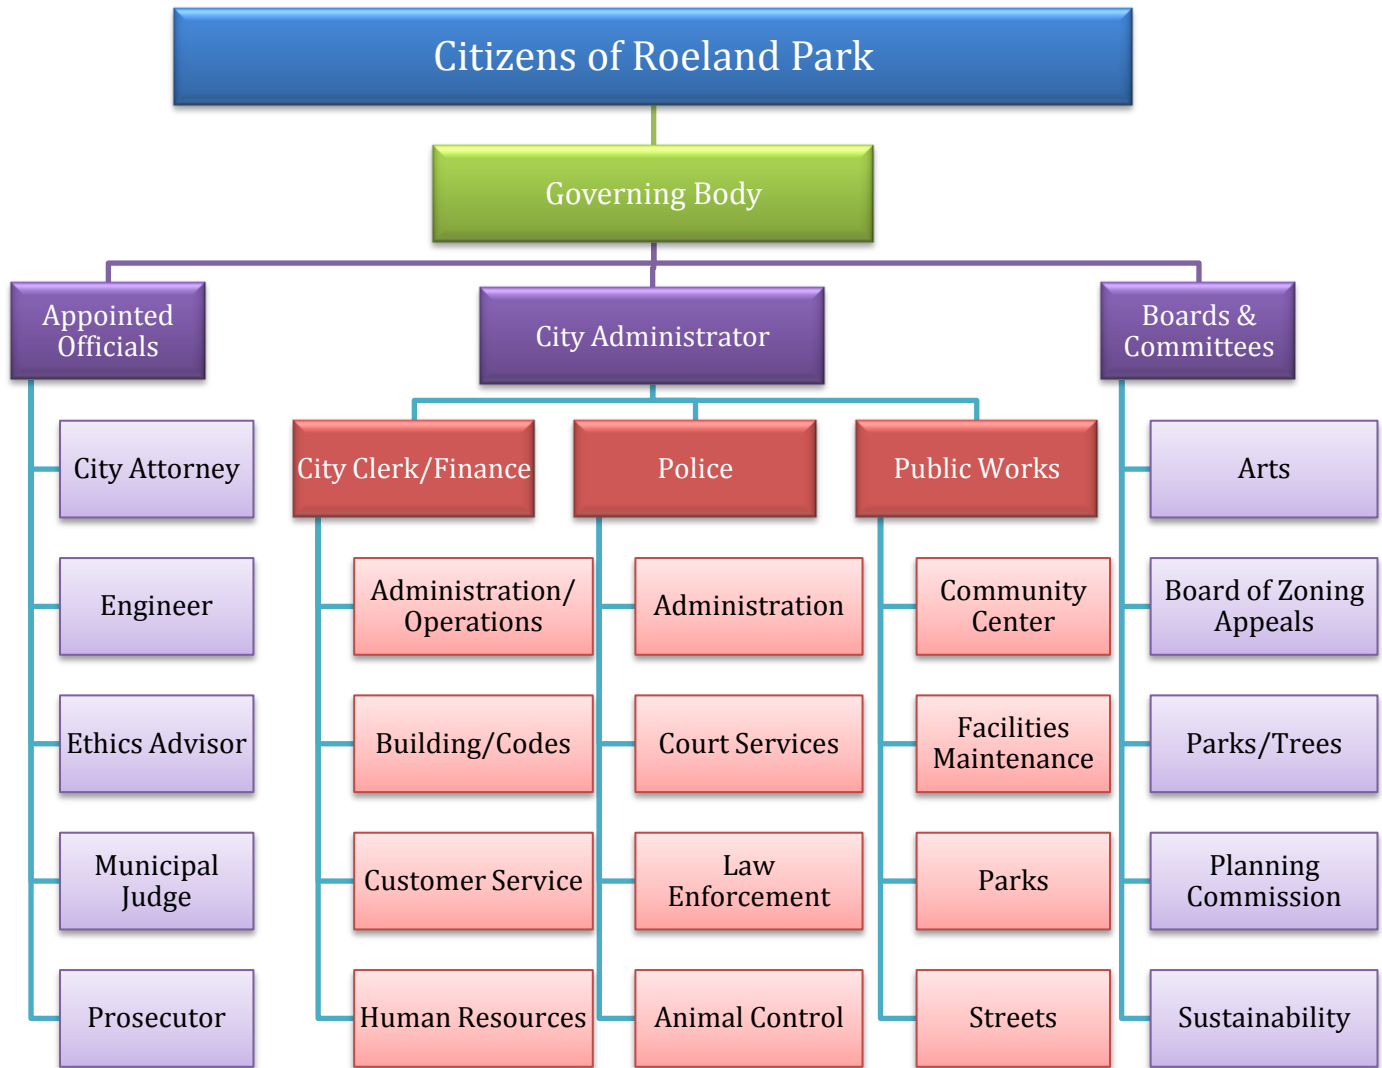 Citizens of Roeland Park
Governing Body
Appointed
Officials
City Administrator
Boards &
Committees
City Attorney
Engineer
Ethics Advisor
Municipal
Judge
Prosecutor
City Clerk/Finance
Administration/
Operations
Building/Codes
Customer Service
Human Resources
Police
Administration
Court Services
Law
Enforcement
Animal Control
Public Works
Community
Center
Facilities
Maintenance
Parks
Streets
Arts
Board of Zoning
Appeals
Parks/Trees
Planning
Commission
Sustainability